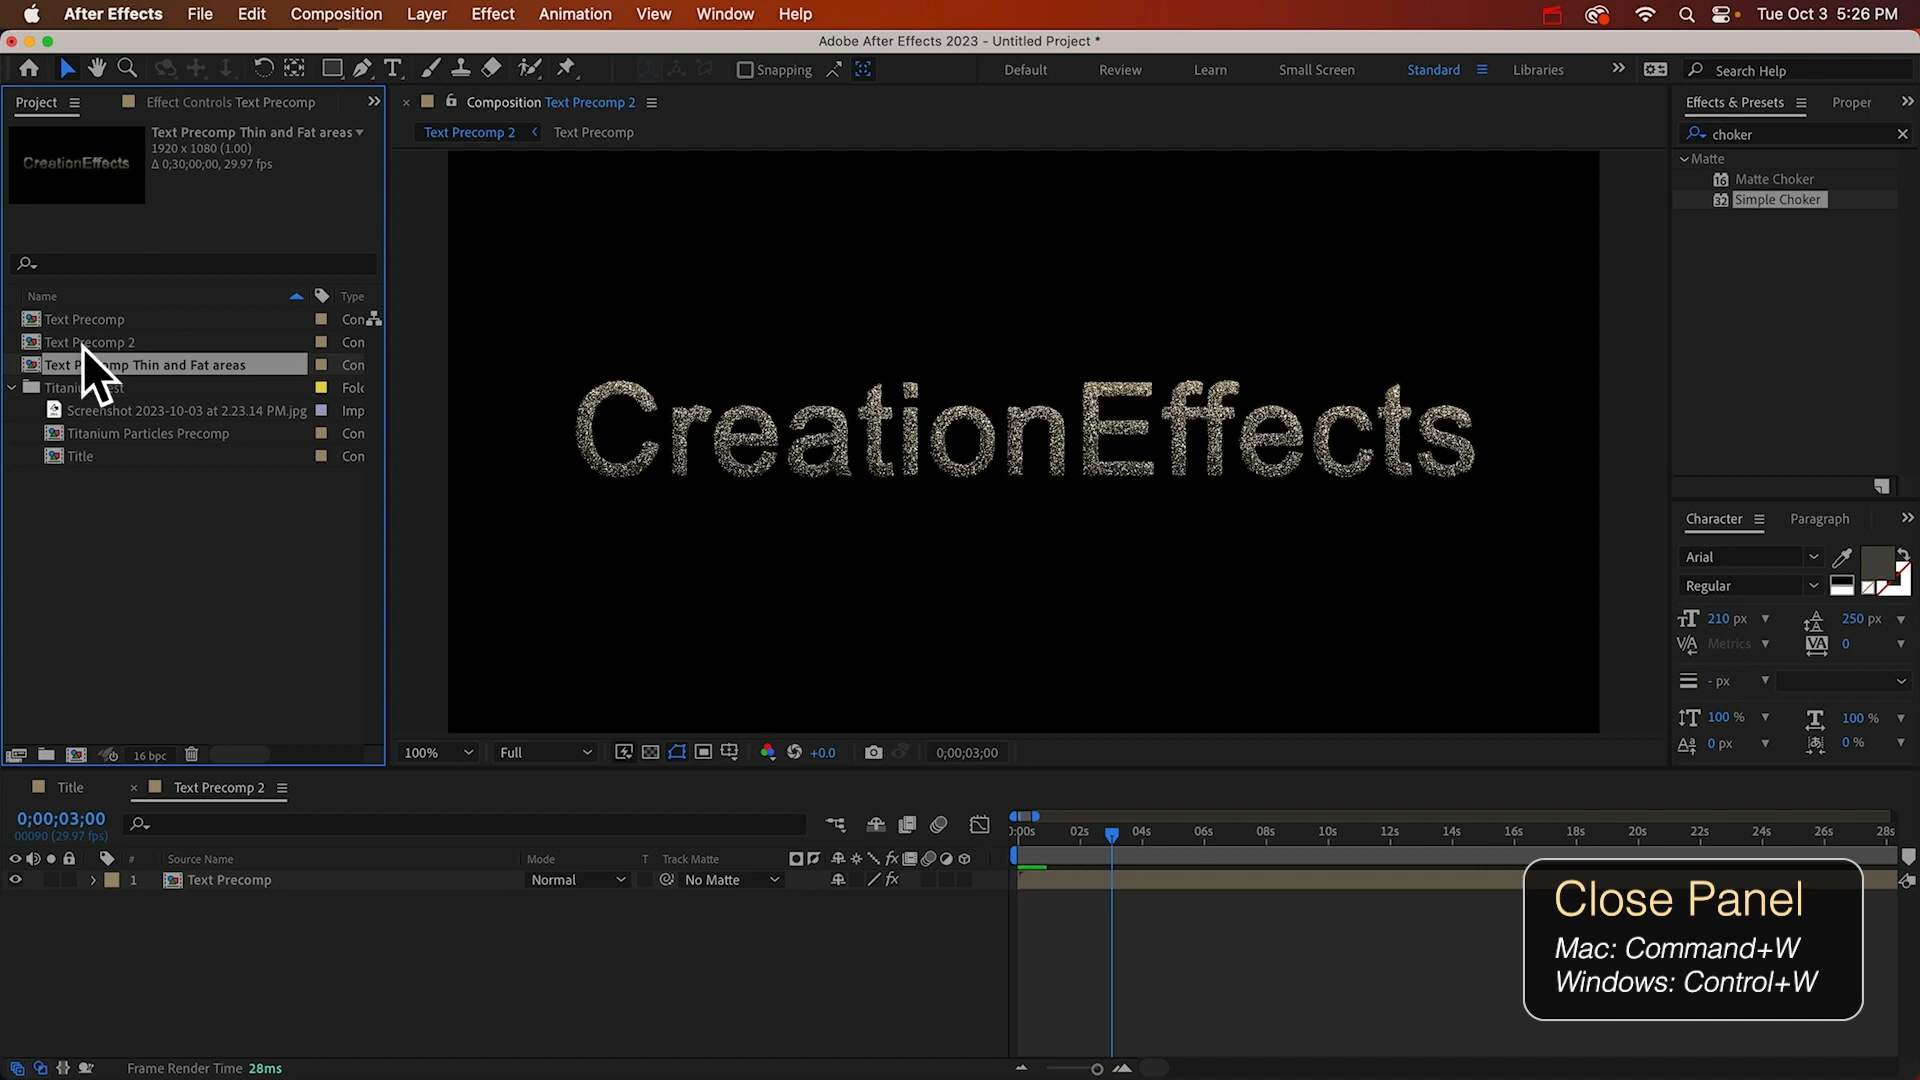 After Effects File Edit Composition Layer Effect Animation View Window Help Tue Oct 3 5:26 PM
Adobe After Effects 2023 - Untitled Project *
Snapping Default Review Learn Small Screen Standard Libraries Search Help
Project Effect Controls Text Precomp
Text Precomp Thin and Fat areas
1920 x 1080 (1.00)
Δ 0;30;00;00, 29.97 fps
CreationEffects
Name Type
Text Precomp Con
Text Precomp 2 Con
Text Precomp Thin and Fat areas Con
Folc
Screenshot 2023-10-03 at 2.23.14 PM.jpg Imp
Titanium Particles Precomp Con
Title Con
16 bpc
Composition Text Precomp 2
Text Precomp 2 Text Precomp
CreationEffects
100% Full +0.0 0;00;03;00
Effects & Presets Proper
choker
Matte
16 Matte Choker
32 Simple Choker
Character Paragraph
Arial
Regular
210 px 250 px
Metrics 0
- px
100 % 100 %
0 px 0 %
Title Text Precomp 2
0;00;03;00
00090 (29.97 fps)
# Source Name Mode T Track Matte
1 Text Precomp Normal No Matte
0:00s 02s 04s 06s 08s 10s 12s 14s 16s 18s 20s 22s 24s 26s 28s
Close Panel
Mac: Command+W
Windows: Control+W
Frame Render Time 28ms